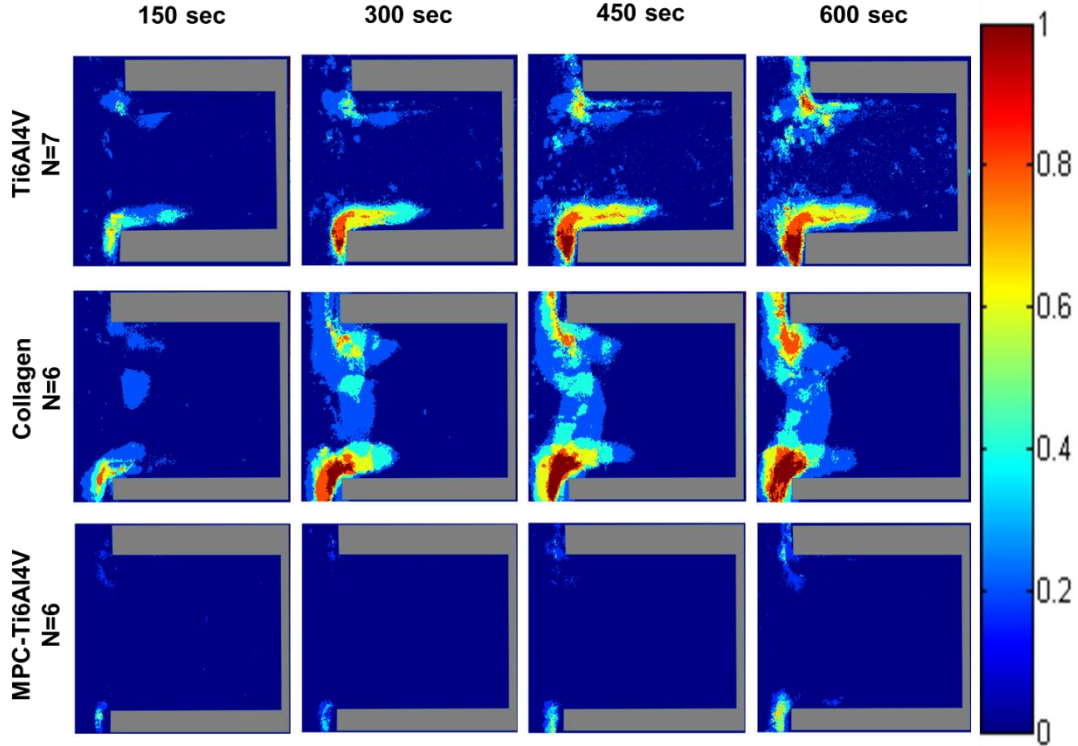 150 sec 300 sec 450 sec 600 sec
Ti6Al4V
N=7
Collagen
N=6
MPC-Ti6Al4V
N=6
1
0.8
0.6
0.4
0.2
0